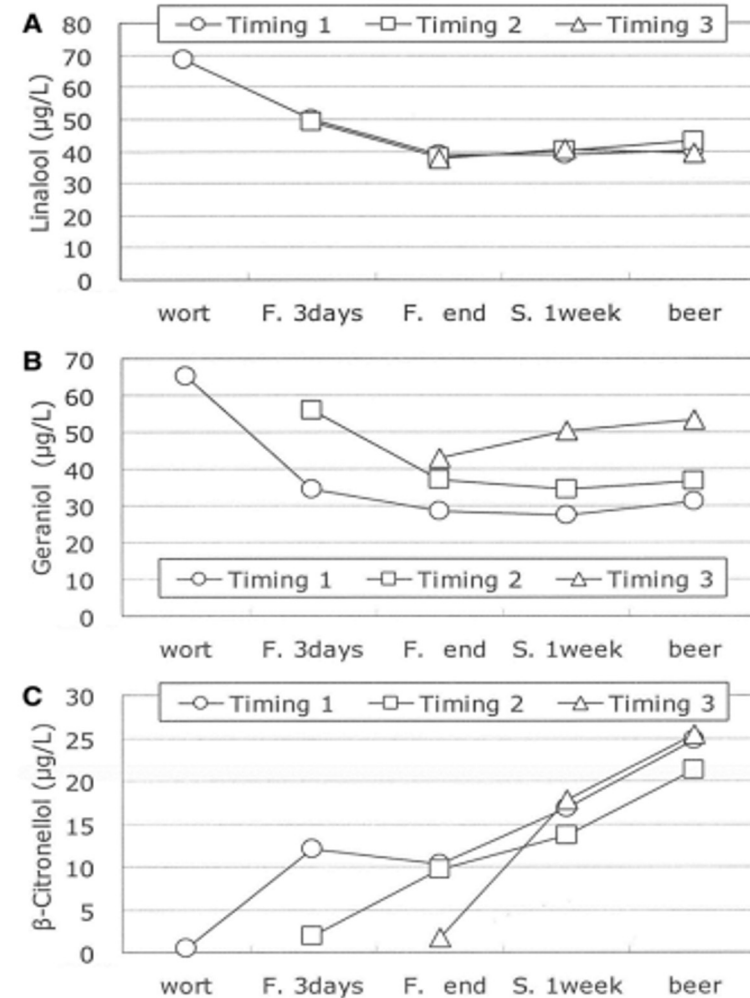 A
Timing 1 Timing 2 Timing 3
Linalool (µg/L)
80
70
60
50
40
30
20
10
0
wort F. 3days F. end S. 1week beer
B
Geraniol (µg/L)
70
60
50
40
30
20
10
0
Timing 1 Timing 2 Timing 3
wort F. 3days F. end S. 1week beer
C
Timing 1 Timing 2 Timing 3
β-Citronellol (µg/L)
30
25
20
15
10
5
0
wort F. 3days F. end S. 1week beer